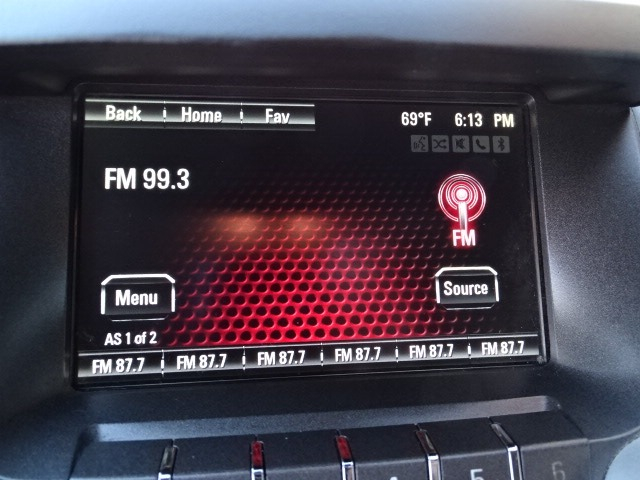 Back Home Fav 69°F 6:13 PM
FM 99.3
FM
Menu Source
AS 1 of 2
FM 87.7 FM 87.7 FM 87.7 FM 87.7 FM 87.7 FM 87.7
5 6